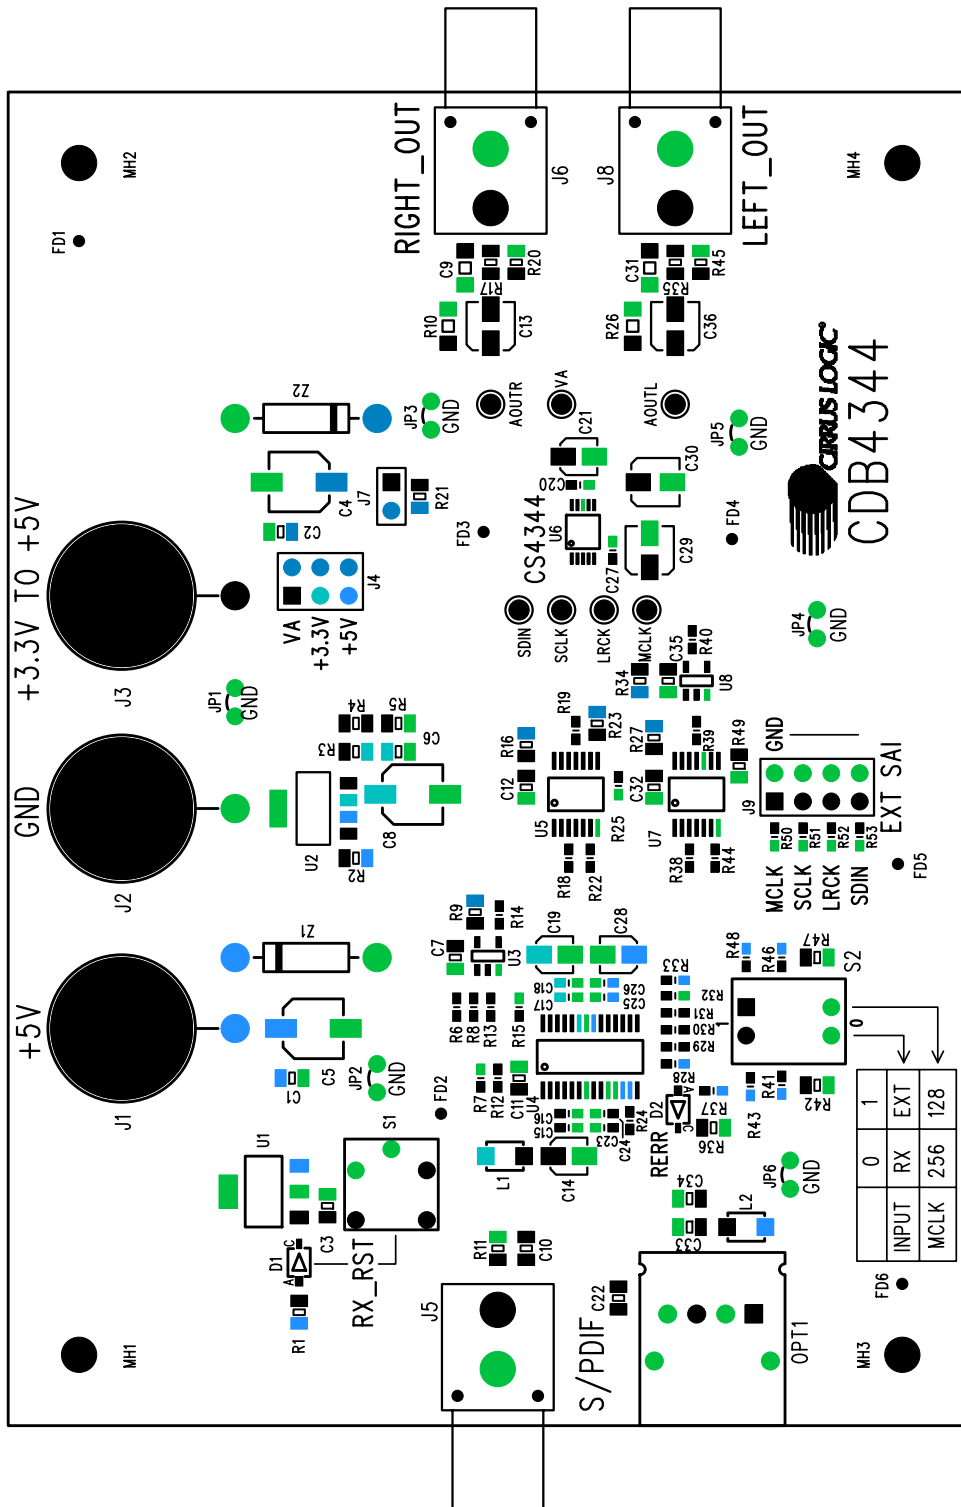 RIGHT_OUT
J6
J8
LEFT_OUT
MH2
MH4
FD1
C9
R17
R20
C31
R35
R45
R10
C13
R26
C36
Z2
JP3
GND
AOUTR
VA
AOUTL
JP5
GND
CIRRUS LOGIC
CDB4344
C21
C30
C20
J7
R21
C4
C2
FD3
CS4344
U6
C27
C29
FD4
+3.3V TO +5V
J3
J4
VA
+3.3V
+5V
SDIN
SCLK
LRCK
MCLK
JP4
GND
JP1
GND
R4
R5
R3
C6
C8
U2
R2
R19
R34
C35
R40
U8
R16
R23
R27
R39
R49
C12
U5
R25
C32
U7
R18
R22
R38
R44
GND
J2
J9
GND
EXT SAI
R50
R51
R52
R53
MCLK
SCLK
LRCK
SDIN
FD5
R9
R14
C7
U3
C19
C28
C18
C17
C26
C25
R6
R8
R13
R15
R33
R32
R31
R30
R29
R28
R48
R46
R47
S2
1
0
Z1
+5V
J1
C5
C1
JP2
GND
FD2
R7
R12
C11
U4
C16
C15
C23
C24
R24
D2
A
C
RERR
R37
R36
R43
R41
R42
U1
S1
L1
C14
C34
C33
L2
JP6
GND
0 1
INPUT RX EXT
MCLK 256 128
C3
D1
C
A
R1
RX_RST
R11
C10
J5
C22
S/PDIF
OPT1
FD6
MH1
MH3